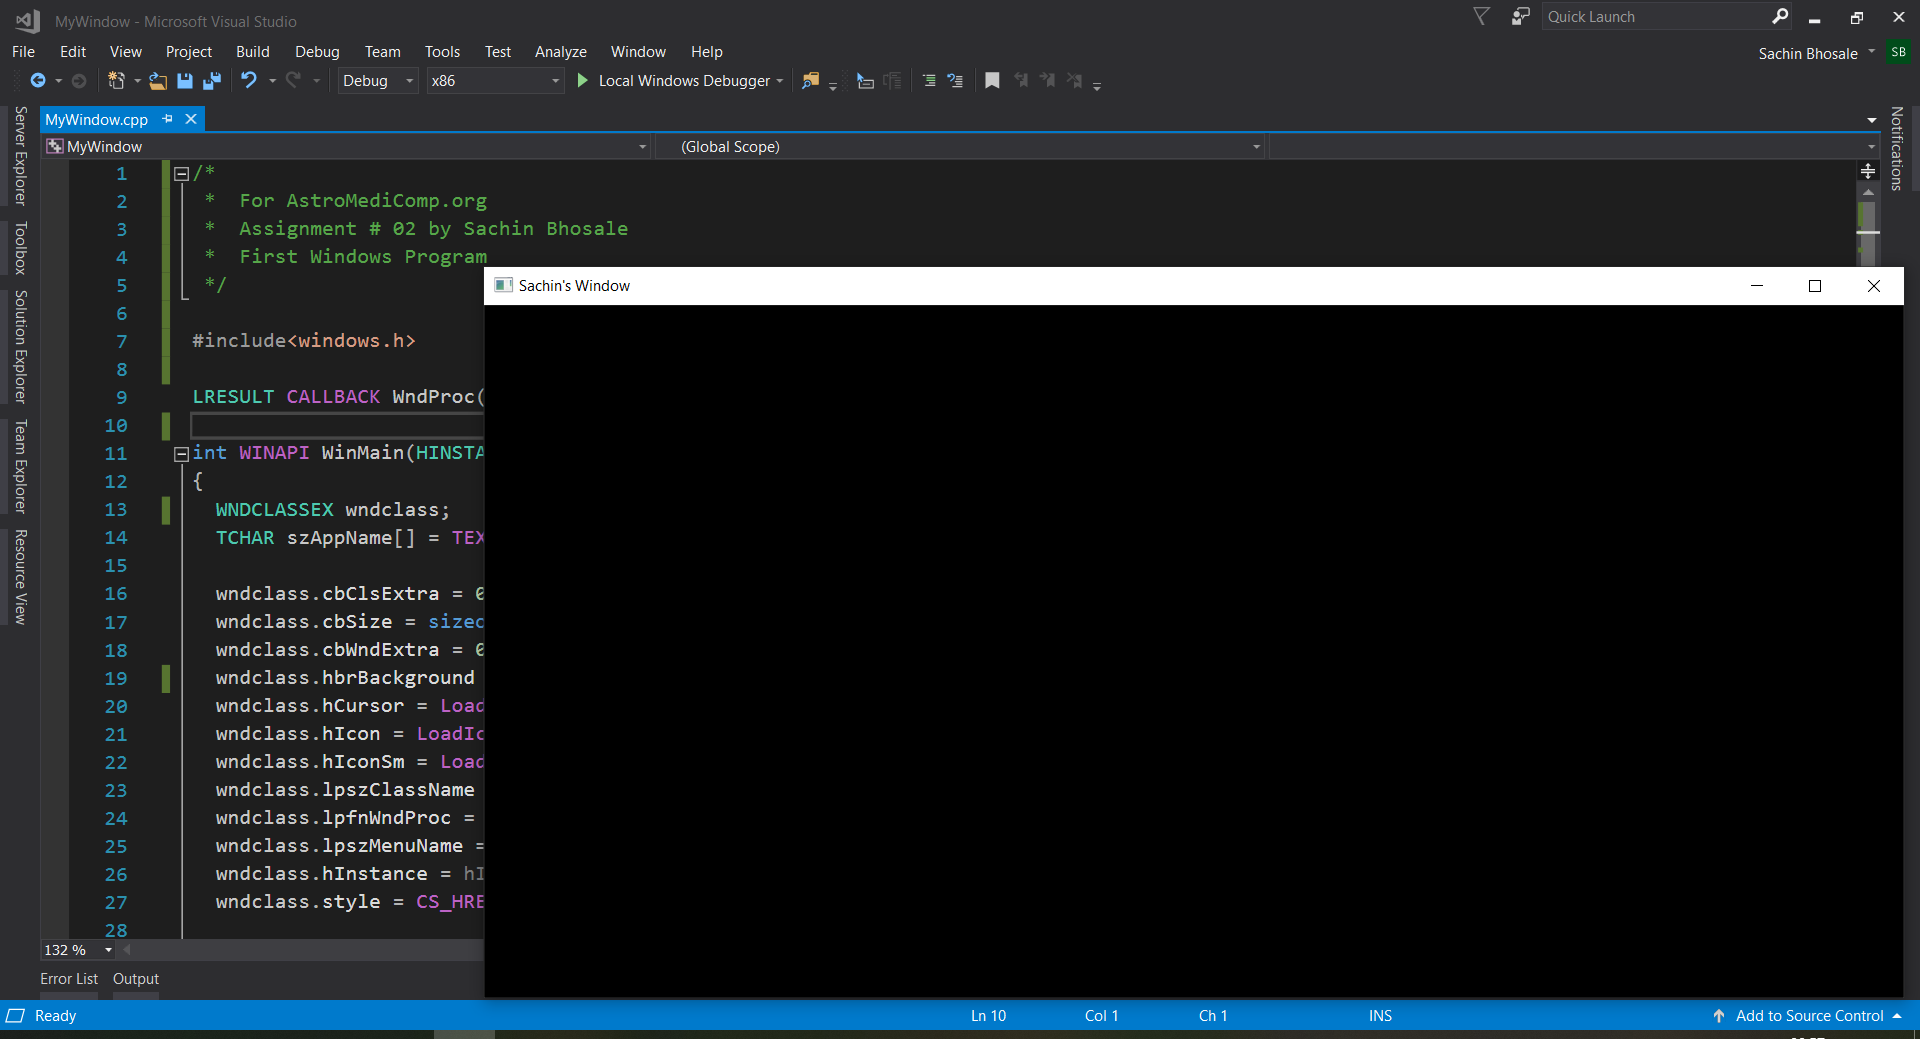 MyWindow - Microsoft Visual Studio
Quick Launch
File Edit View Project Build Debug Team Tools Test Analyze Window Help
Sachin Bhosale SB
Debug x86 Local Windows Debugger
MyWindow.cpp
MyWindow (Global Scope)
Server Explorer
Toolbox
Solution Explorer
Team Explorer
Resource View
Notifications
1 /*
2 * For AstroMediComp.org
3 * Assignment # 02 by Sachin Bhosale
4 * First Windows Program
5 */
6
7 #include<windows.h>
8
9 LRESULT CALLBACK WndProc(
10
11 int WINAPI WinMain(HINSTA
12 {
13 WNDCLASSEX wndclass;
14 TCHAR szAppName[] = TEX
15
16 wndclass.cbClsExtra = 0
17 wndclass.cbSize = sizeo
18 wndclass.cbWndExtra = 0
19 wndclass.hbrBackground
20 wndclass.hCursor = Load
21 wndclass.hIcon = LoadIc
22 wndclass.hIconSm = Load
23 wndclass.lpszClassName
24 wndclass.lpfnWndProc =
25 wndclass.lpszMenuName =
26 wndclass.hInstance = hI
27 wndclass.style = CS_HRE
28
Sachin's Window
132 %
Error List Output
Ready Ln 10 Col 1 Ch 1 INS Add to Source Control